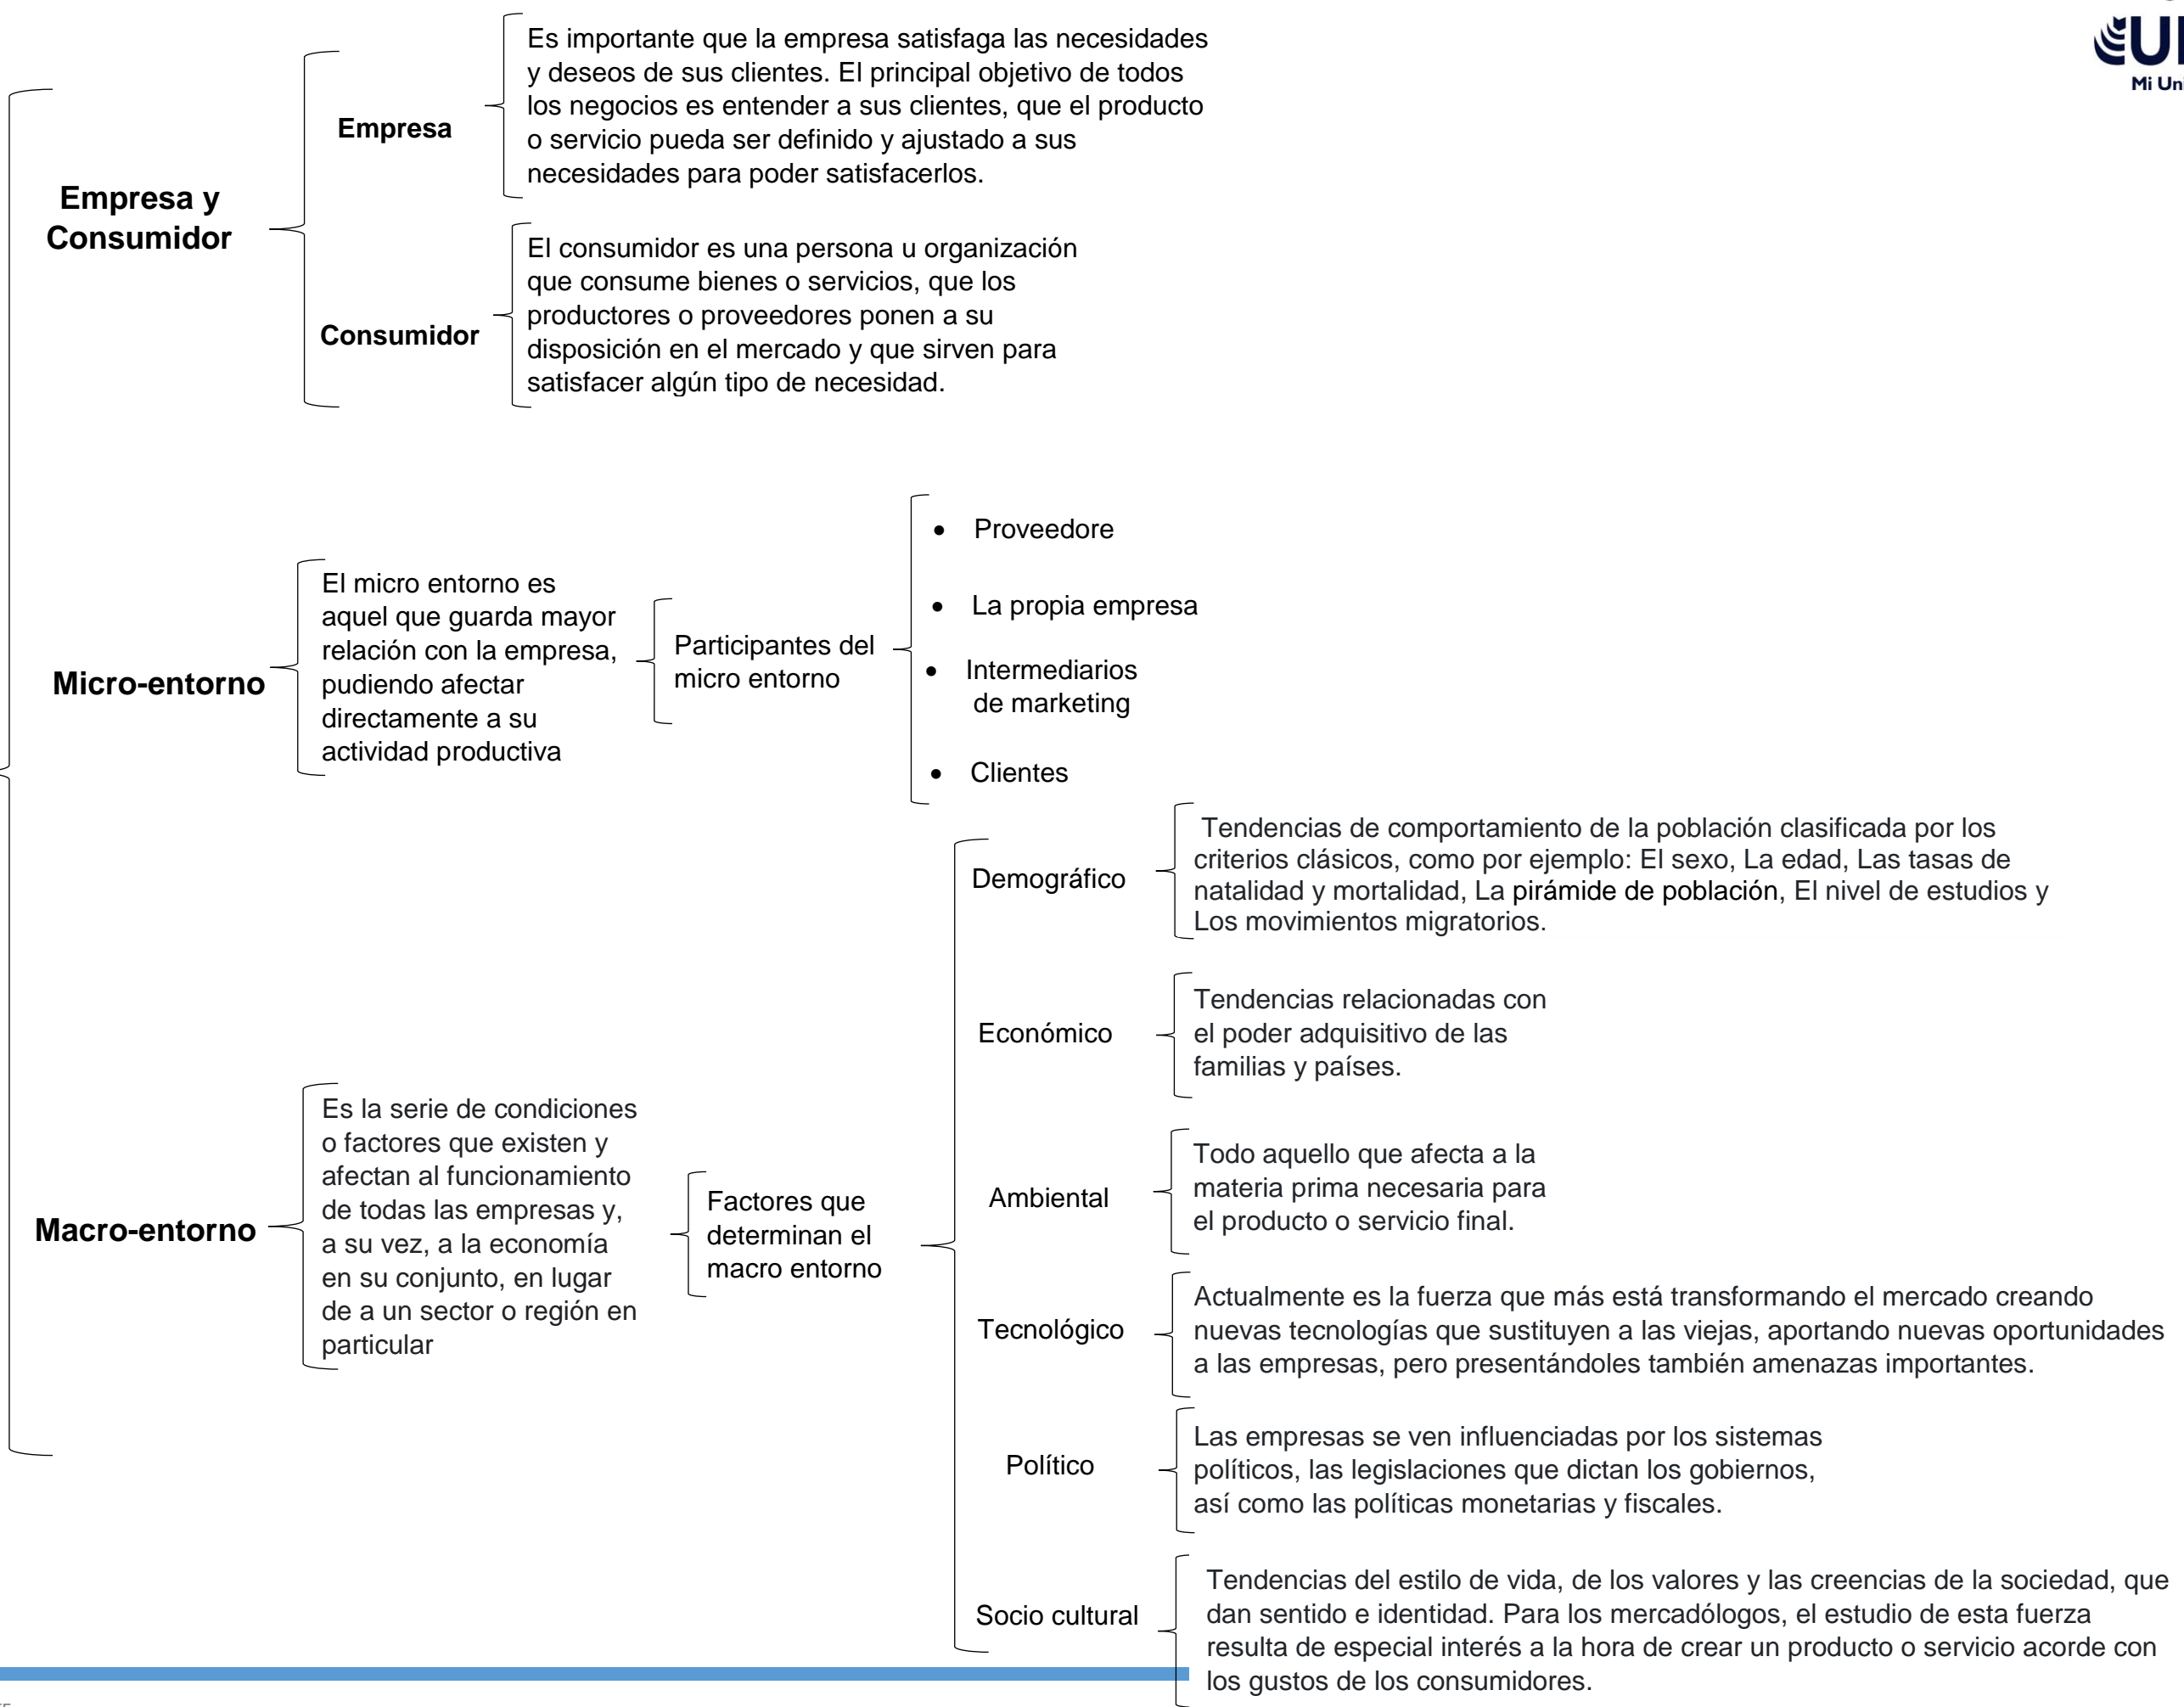 Es importante que la empresa satisfaga las necesidades
y deseos de sus clientes. El principal objetivo de todos
los negocios es entender a sus clientes, que el producto
o servicio pueda ser definido y ajustado a sus
necesidades para poder satisfacerlos.
Empresa
Empresa y
Consumidor
El consumidor es una persona u organización
que consume bienes o servicios, que los
productores o proveedores ponen a su
disposición en el mercado y que sirven para
satisfacer algún tipo de necesidad.
Consumidor
Mi Uni
Micro-entorno
El micro entorno es
aquel que guarda mayor
relación con la empresa,
pudiendo afectar
directamente a su
actividad productiva
Participantes del
micro entorno
• Proveedore
• La propia empresa
• Intermediarios
de marketing
• Clientes
Macro-entorno
Es la serie de condiciones
o factores que existen y
afectan al funcionamiento
de todas las empresas y,
a su vez, a la economía
en su conjunto, en lugar
de a un sector o región en
particular
Factores que
determinan el
macro entorno
Demográfico
Tendencias de comportamiento de la población clasificada por los
criterios clásicos, como por ejemplo: El sexo, La edad, Las tasas de
natalidad y mortalidad, La pirámide de población, El nivel de estudios y
Los movimientos migratorios.
Económico
Tendencias relacionadas con
el poder adquisitivo de las
familias y países.
Ambiental
Todo aquello que afecta a la
materia prima necesaria para
el producto o servicio final.
Tecnológico
Actualmente es la fuerza que más está transformando el mercado creando
nuevas tecnologías que sustituyen a las viejas, aportando nuevas oportunidades
a las empresas, pero presentándoles también amenazas importantes.
Político
Las empresas se ven influenciadas por los sistemas
políticos, las legislaciones que dictan los gobiernos,
así como las políticas monetarias y fiscales.
Socio cultural
Tendencias del estilo de vida, de los valores y las creencias de la sociedad, que
dan sentido e identidad. Para los mercadólogos, el estudio de esta fuerza
resulta de especial interés a la hora de crear un producto o servicio acorde con
los gustos de los consumidores.